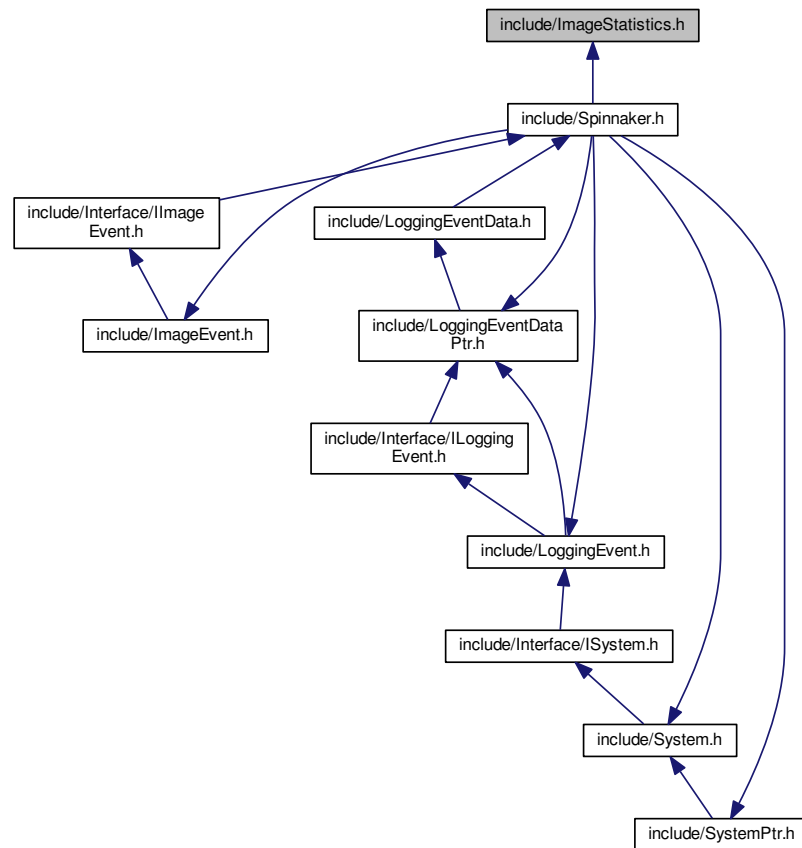 include/ImageStatistics.h
include/Spinnaker.h
include/Interface/IImage
Event.h
include/LoggingEventData.h
include/ImageEvent.h
include/LoggingEventData
Ptr.h
include/Interface/ILogging
Event.h
include/LoggingEvent.h
include/Interface/ISystem.h
include/System.h
include/SystemPtr.h